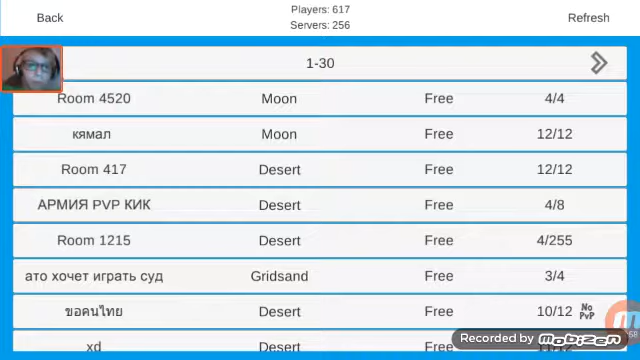 Back Players: 617 Refresh
Servers: 256
1-30
Room 4520 Moon Free 4/4
кямал Moon Free 12/12
Room 417 Desert Free 12/12
АРМИЯ PVP КИК Desert Free 4/8
Room 1215 Desert Free 4/255
ато хочет играть суд Gridsand Free 3/4
ขอคนไทย Desert Free 10/12 No PvP
xd Desert Free
Recorded by MOBIZEN